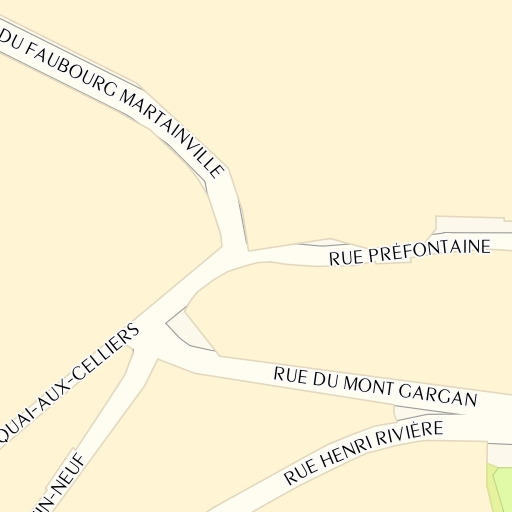 DU FAUBOURG MARTAINVILLE
RUE PRÉFONTAINE
QUAI-AUX-CELLIERS
RUE DU MONT GARGAN
RUE HENRI RIVIÈRE
IN-NEUF